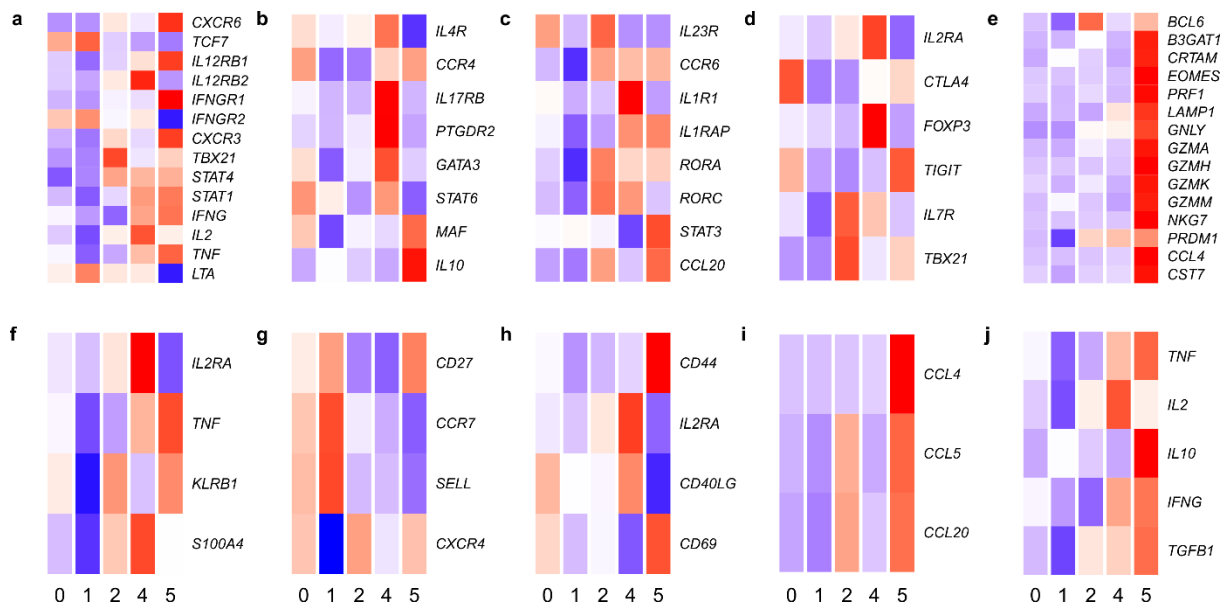 a
CXCR6
TCF7
IL12RB1
IL12RB2
IFNGR1
IFNGR2
CXCR3
TBX21
STAT4
STAT1
IFNG
IL2
TNF
LTA
b
IL4R
CCR4
IL17RB
PTGDR2
GATA3
STAT6
MAF
IL10
c
IL23R
CCR6
IL1R1
IL1RAP
RORA
RORC
STAT3
CCL20
d
IL2RA
CTLA4
FOXP3
TIGIT
IL7R
TBX21
e
BCL6
B3GAT1
CRTAM
EOMES
PRF1
LAMP1
GNLY
GZMA
GZMH
GZMK
GZMM
NKG7
PRDM1
CCL4
CST7
f
IL2RA
TNF
KLRB1
S100A4
0 1 2 4 5
g
CD27
CCR7
SELL
CXCR4
0 1 2 4 5
h
CD44
IL2RA
CD40LG
CD69
0 1 2 4 5
i
CCL4
CCL5
CCL20
0 1 2 4 5
j
TNF
IL2
IL10
IFNG
TGFB1
0 1 2 4 5